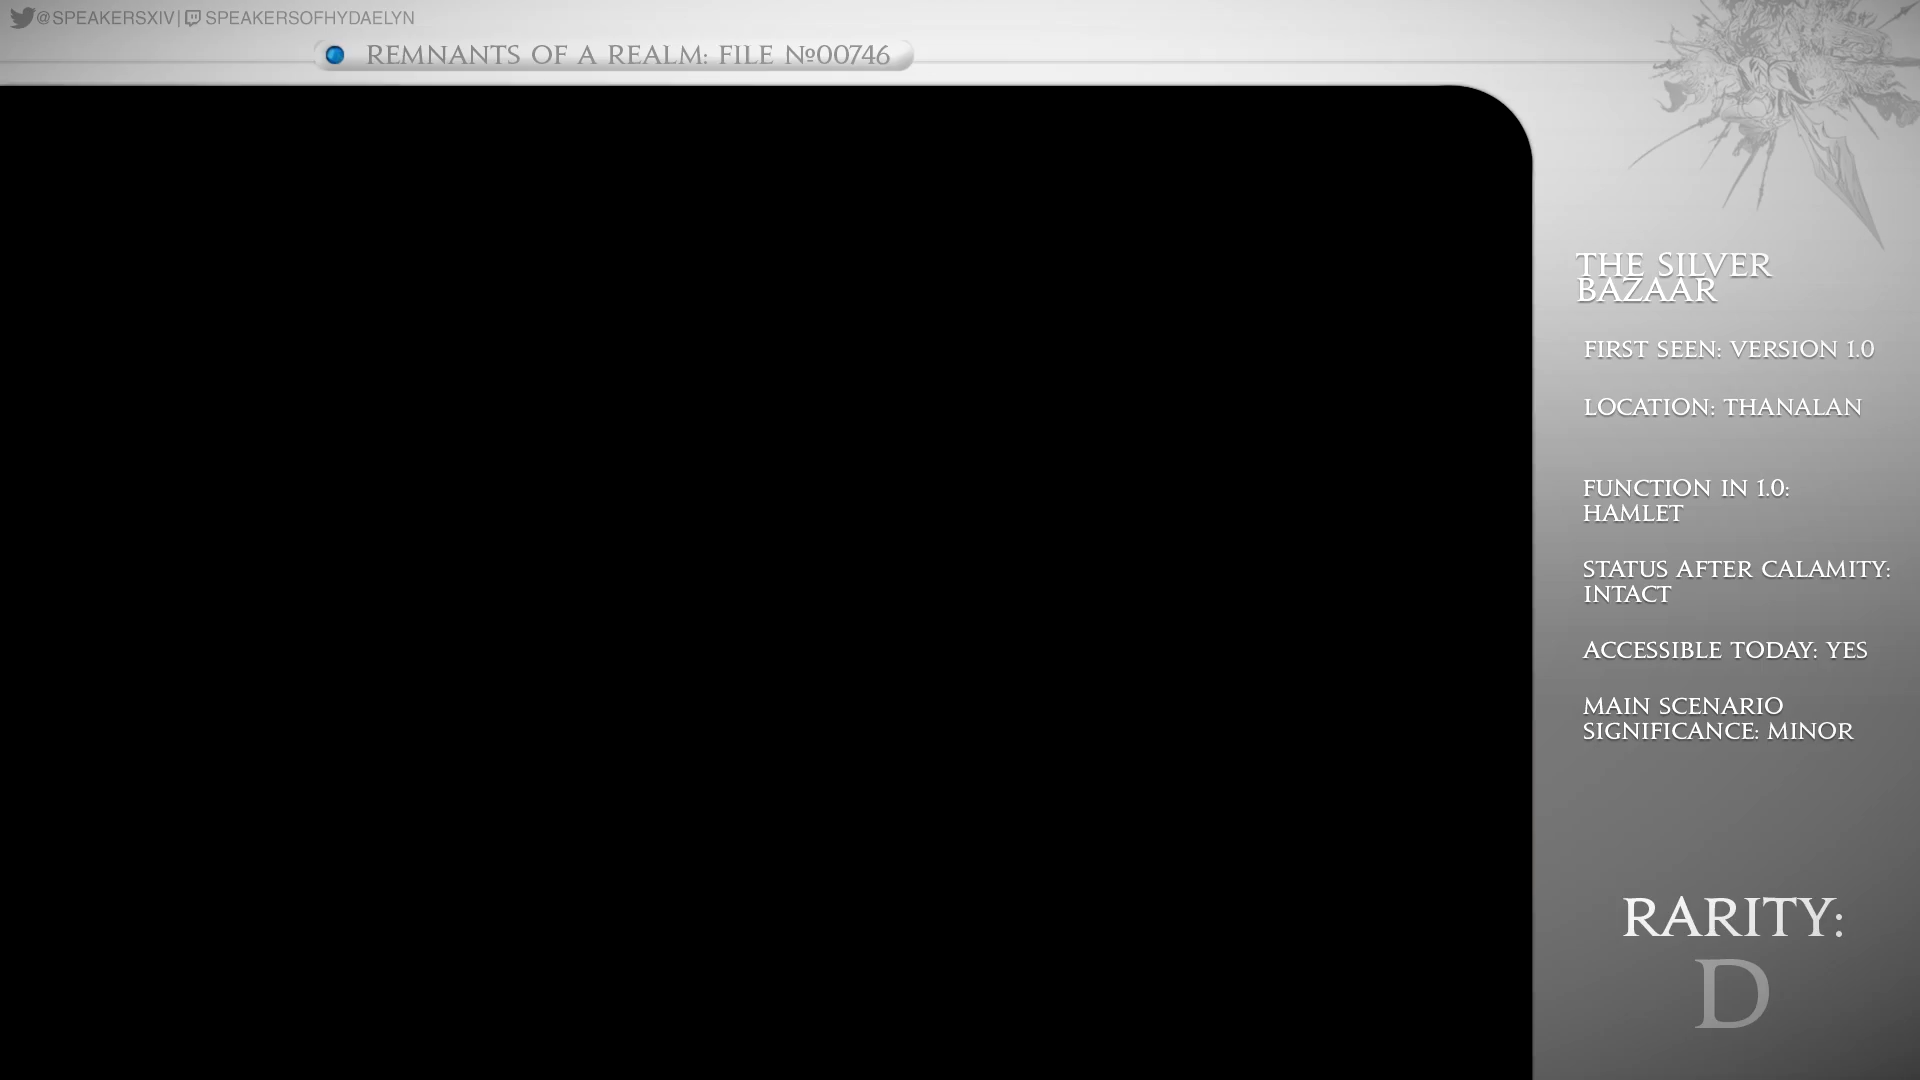 @SPEAKERSXIV| SPEAKERSOFHYDAELYN
REMNANTS OF A REALM: FILE №00746
THE SILVER
BAZAAR
FIRST SEEN: VERSION 1.0
LOCATION: THANALAN
FUNCTION IN 1.0:
HAMLET
STATUS AFTER CALAMITY:
INTACT
ACCESSIBLE TODAY: YES
MAIN SCENARIO
SIGNIFICANCE: MINOR
RARITY:
D